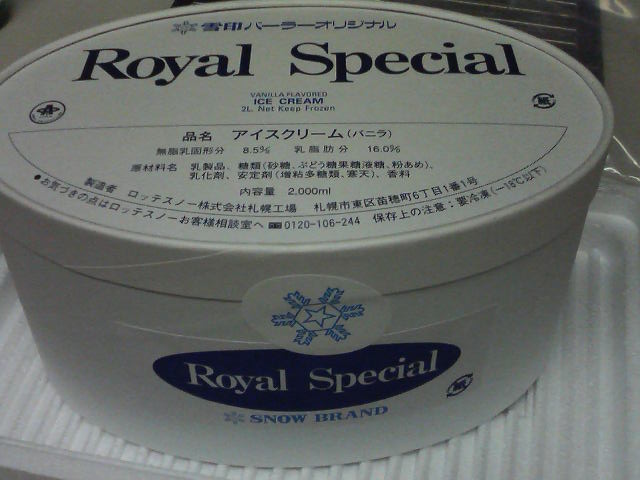 雪印パーラーオリジナル
Royal Special
VANILLA FLAVORED
ICE CREAM
2L. Net Keep Frozen
品名 アイスクリーム(バニラ)
無脂乳固形分 8.5% 乳脂肪分 16.0%
原材料名 乳製品、糖類(砂糖、ぶどう糖果糖液糖、粉あめ)、
乳化剤、安定剤(増粘多糖類、寒天)、香料
内容量 2,000ml
製造者 ロッテスノー株式会社札幌工場 札幌市東区苗穂町6丁目1番1号
●お気づきの点はロッテスノーお客様相談室へ 0120-106-244 保存上の注意:要冷凍(-18℃以下)
Royal Special
SNOW BRAND